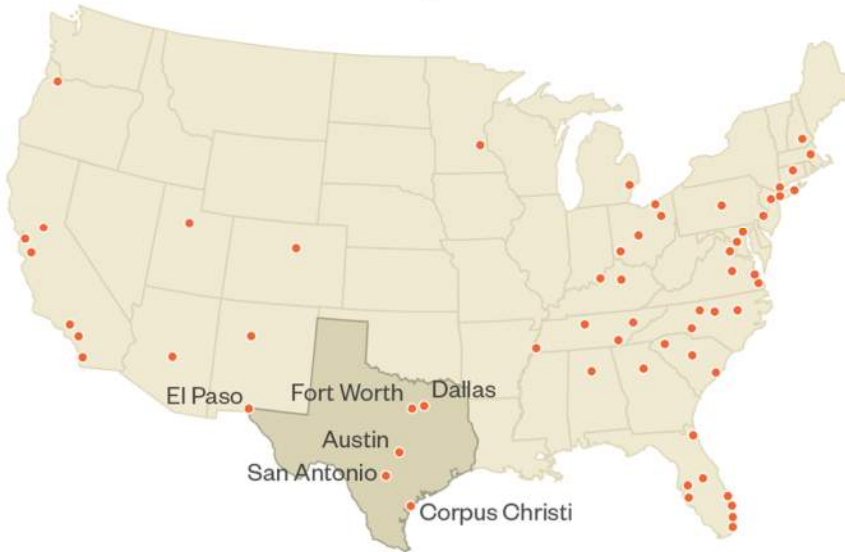 El Paso
Fort Worth
Dallas
Austin
San Antonio
Corpus Christi